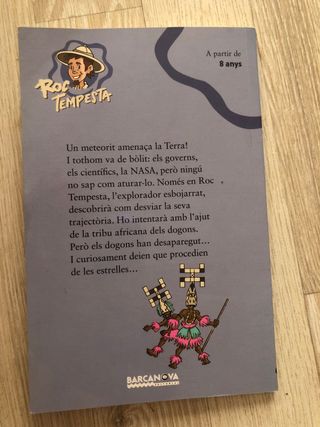 ROC
TEMPESTA
A partir de
8 anys
Un meteorit amenaça la Terra!
I tothom va de bòlit: els governs,
els científics, la NASA, però ningú
no sap com aturar-lo. Només en Roc
Tempesta, l'explorador esbojarrat,
descobrirà com desviar la seva
trajectòria. Ho intentarà amb l'ajut
de la tribu africana dels dogons.
Però els dogons han desaparegut...
I curiosament deien que procedien
de les estrelles...
BARCANOVA
EDITORIAL